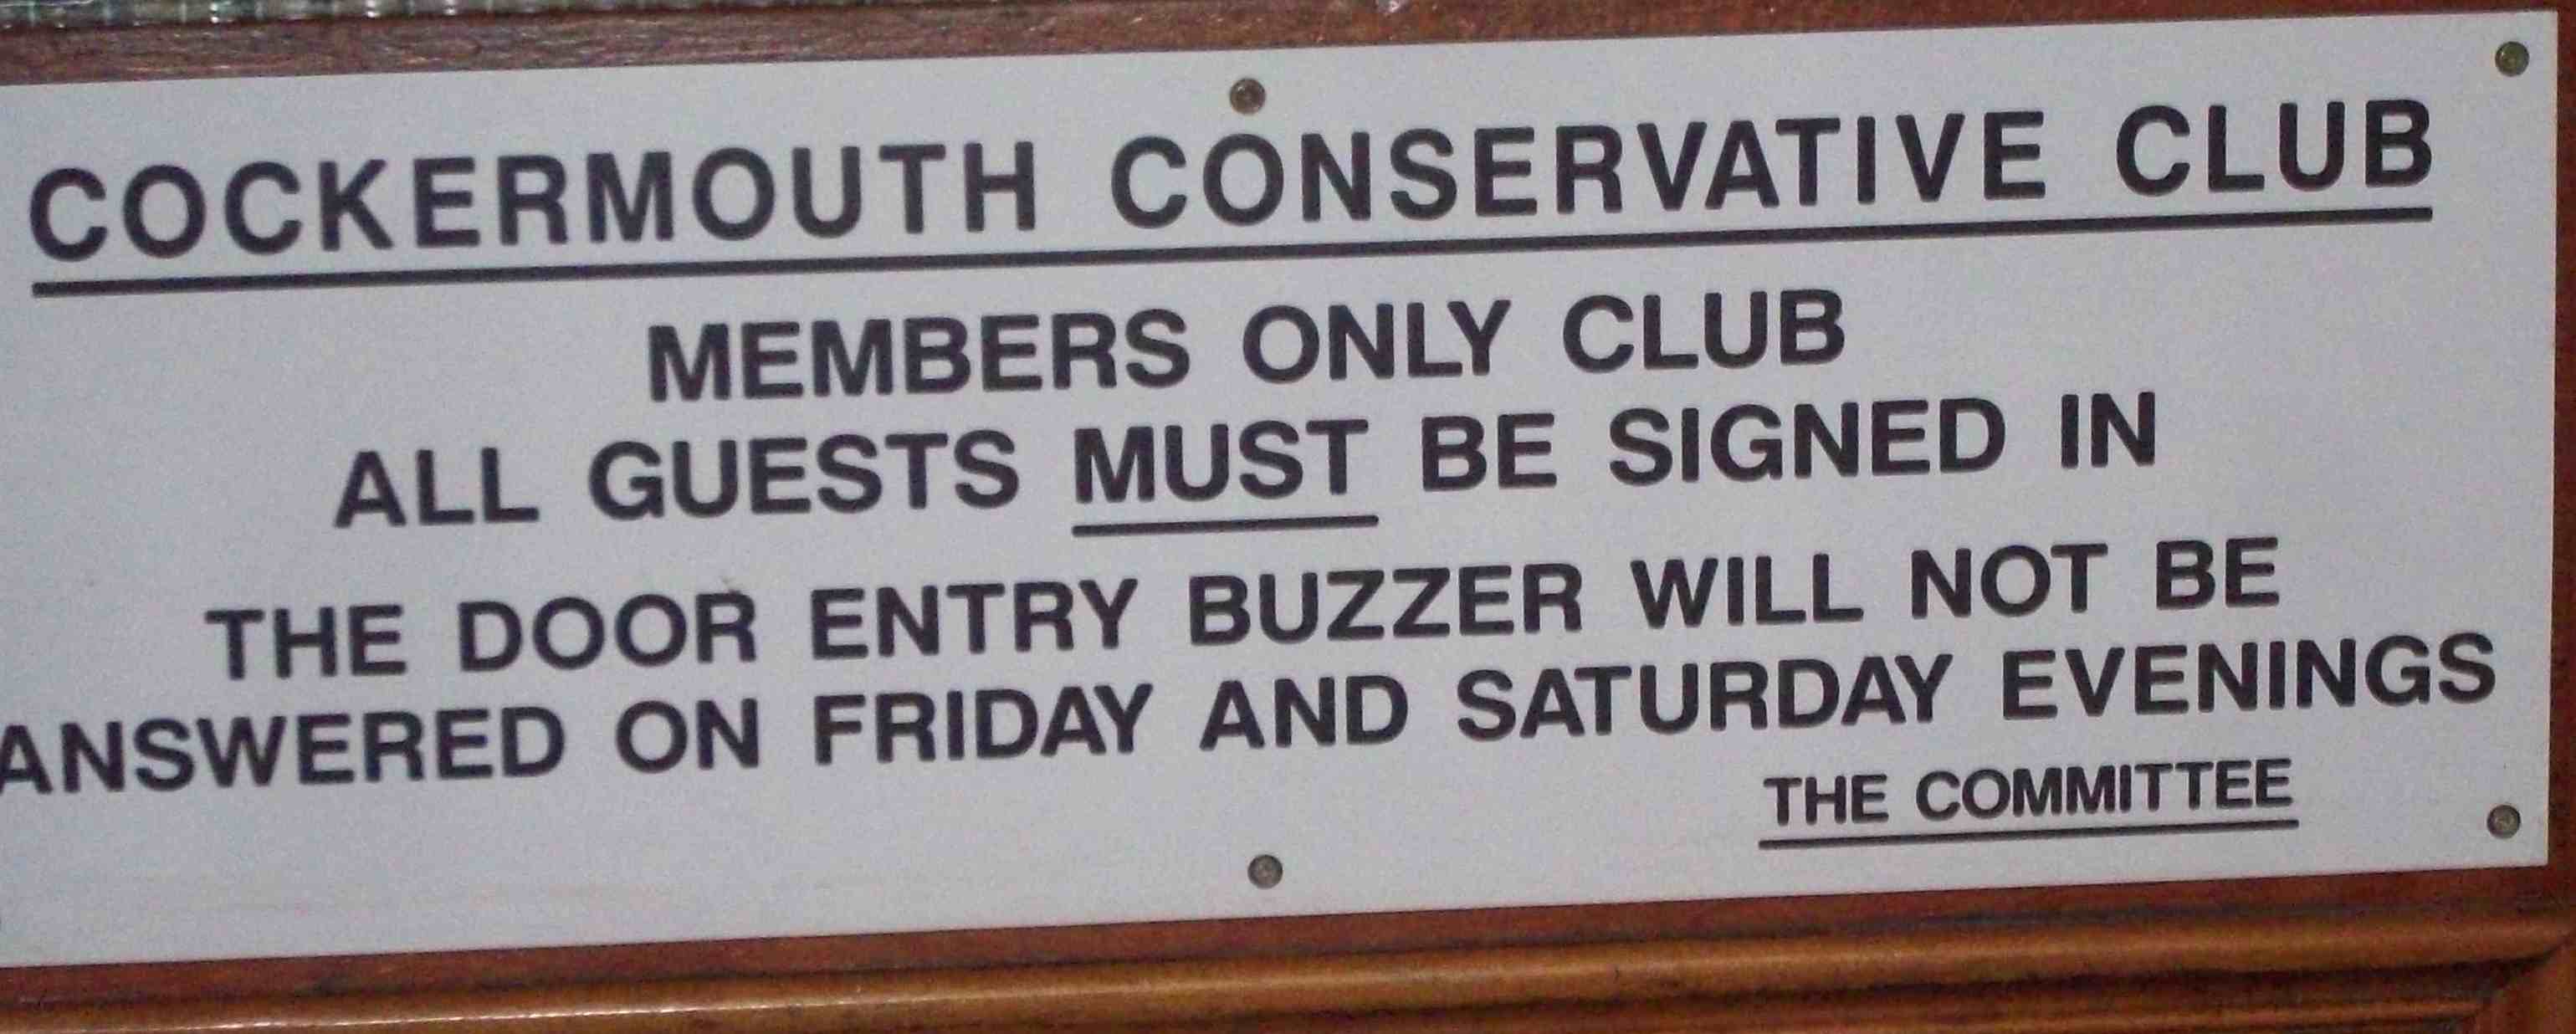 COCKERMOUTH CONSERVATIVE CLUB
MEMBERS ONLY CLUB
ALL GUESTS MUST BE SIGNED IN
THE DOOR ENTRY BUZZER WILL NOT BE
ANSWERED ON FRIDAY AND SATURDAY EVENINGS
THE COMMITTEE